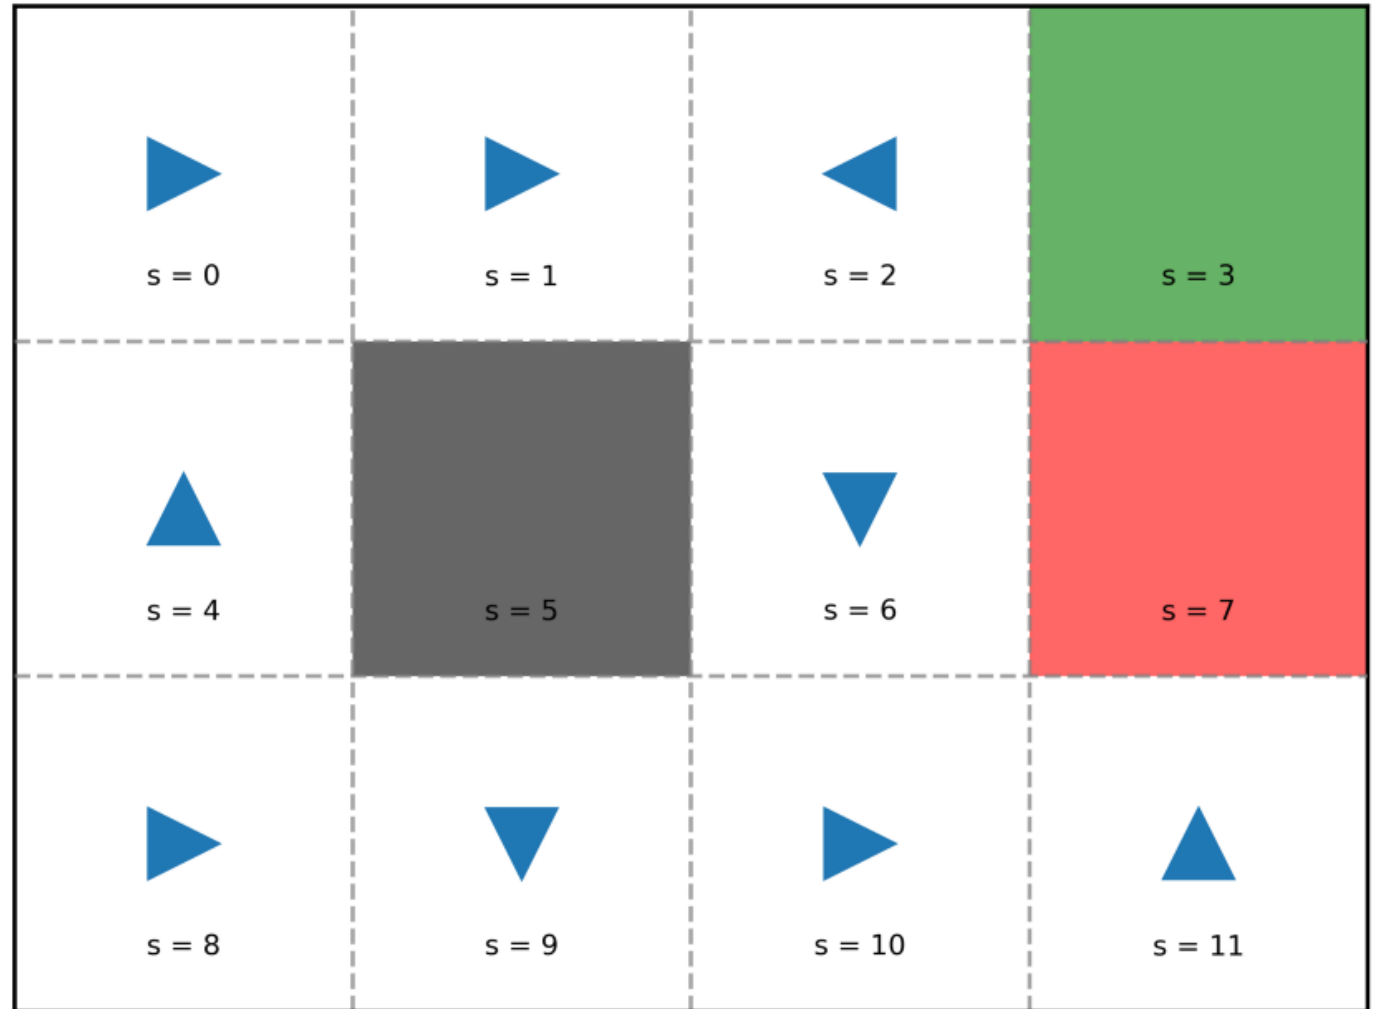 s = 0
s = 1
s = 2
s = 3
s = 4
s = 5
s = 6
s = 7
s = 8
s = 9
s = 10
s = 11